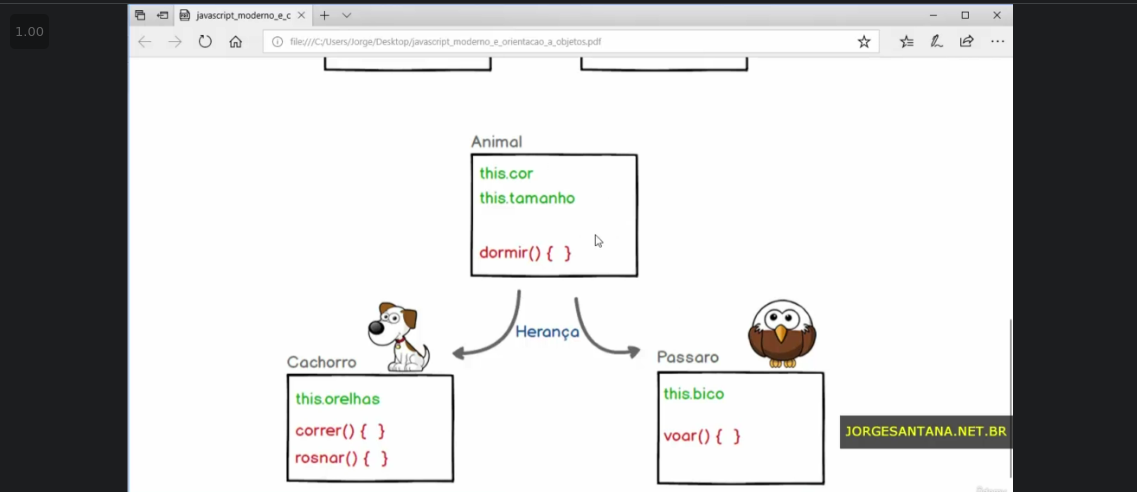 1.00
javascript_moderno_e_c
file:///C:/Users/Jorge/Desktop/javascript_moderno_e_orientacao_a_objetos.pdf
Animal
this.cor
this.tamanho
dormir() { }
Herança
Cachorro
this.orelhas
correr() { }
rosnar() { }
Passaro
this.bico
voar() { }
JORGESANTANA.NET.BR